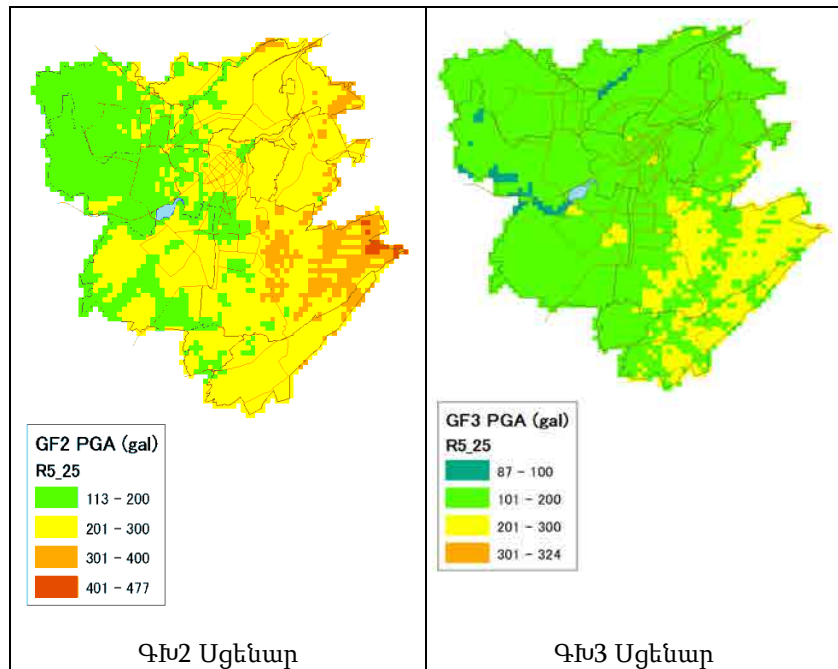 GF2 PGA (gal)
R5_25
113 - 200
201 - 300
301 - 400
401 - 477
ԳԽ2 Սցենար
GF3 PGA (gal)
R5_25
87 - 100
101 - 200
201 - 300
301 - 324
ԳԽ3 Սցենար